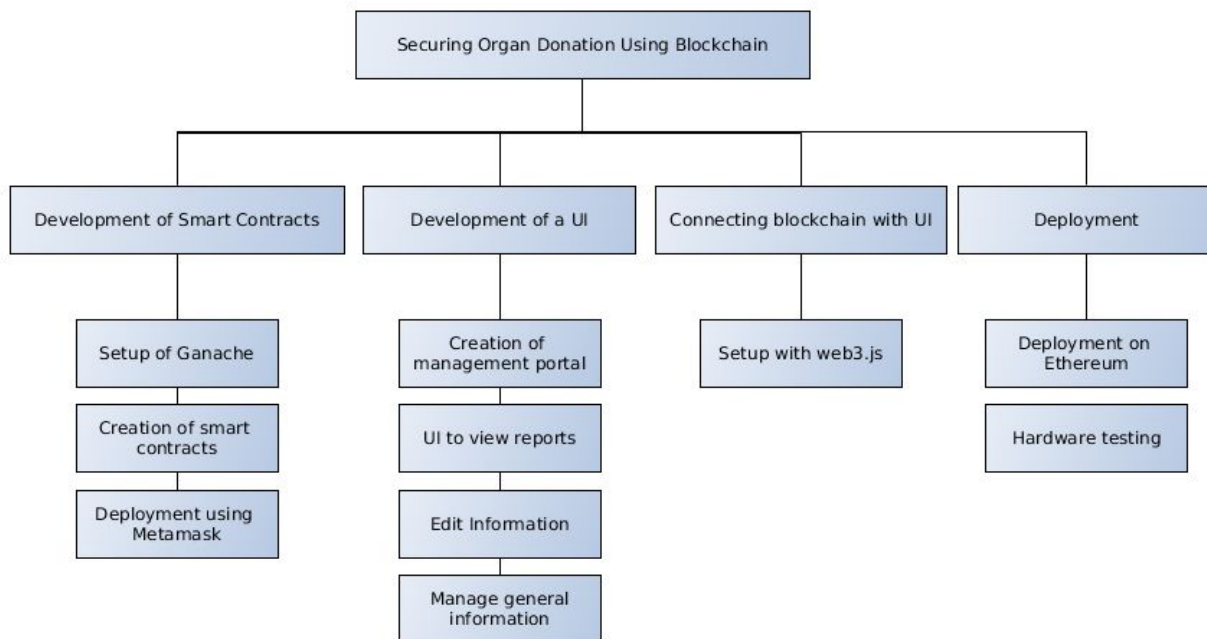 Securing Organ Donation Using Blockchain
Development of Smart Contracts
Development of a UI
Connecting blockchain with UI
Deployment
Setup of Ganache
Creation of
management portal
Setup with web3.js
Deployment on
Ethereum
Creation of smart
contracts
UI to view reports
Hardware testing
Deployment using
Metamask
Edit Information
Manage general
information